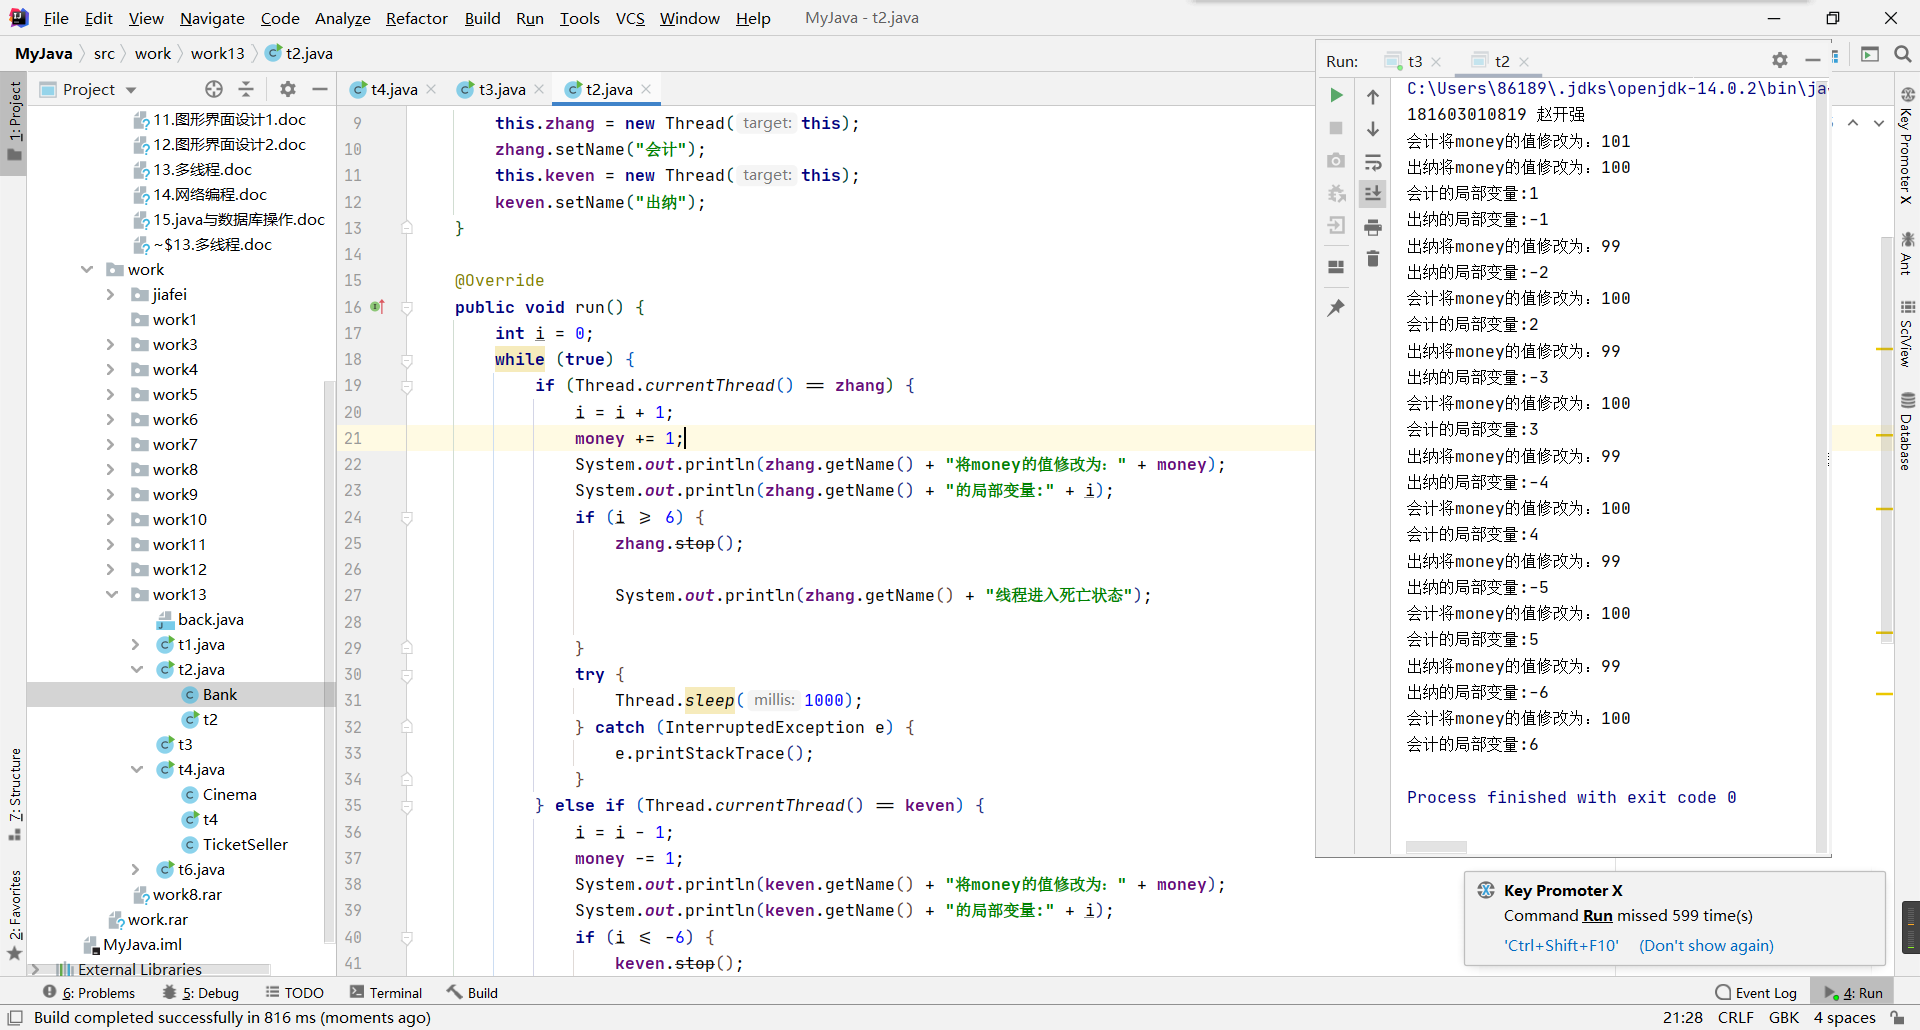 File Edit View Navigate Code Analyze Refactor Build Run Tools VCS Window Help MyJava - t2.java
MyJava src work work13 t2.java
1: Project
Project
11.图形界面设计1.doc
12.图形界面设计2.doc
13.多线程.doc
14.网络编程.doc
15.java与数据库操作.doc
~$13.多线程.doc
work
jiafei
work1
work3
work4
work5
work6
work7
work8
work9
work10
work11
work12
work13
back.java
t1.java
t2.java
Bank
t2
t3
t4.java
Cinema
t4
TicketSeller
t6.java
work8.rar
work.rar
MyJava.iml
External Libraries
7: Structure
2: Favorites
t4.java t3.java t2.java
9 this.zhang = new Thread( target: this);
10 zhang.setName("会计");
11 this.keven = new Thread( target: this);
12 keven.setName("出纳");
13 }
14
15 @Override
16 public void run() {
17 int i = 0;
18 while (true) {
19 if (Thread.currentThread() == zhang) {
20 i = i + 1;
21 money += 1;
22 System.out.println(zhang.getName() + "将money的值修改为: " + money);
23 System.out.println(zhang.getName() + "的局部变量:" + i);
24 if (i >= 6) {
25 zhang.stop();
26
27 System.out.println(zhang.getName() + "线程进入死亡状态");
28
29 }
30 try {
31 Thread.sleep( millis: 1000);
32 } catch (InterruptedException e) {
33 e.printStackTrace();
34 }
35 } else if (Thread.currentThread() == keven) {
36 i = i - 1;
37 money -= 1;
38 System.out.println(keven.getName() + "将money的值修改为: " + money);
39 System.out.println(keven.getName() + "的局部变量:" + i);
40 if (i <= -6) {
41 keven.stop();
Run: t3 t2
C:\Users\86189\.jdks\openjdk-14.0.2\bin\ja
181603010819 赵开强
会计将money的值修改为: 101
出纳将money的值修改为: 100
会计的局部变量:1
出纳的局部变量:-1
出纳将money的值修改为: 99
出纳的局部变量:-2
会计将money的值修改为: 100
会计的局部变量:2
出纳将money的值修改为: 99
出纳的局部变量:-3
会计将money的值修改为: 100
会计的局部变量:3
出纳将money的值修改为: 99
出纳的局部变量:-4
会计将money的值修改为: 100
会计的局部变量:4
出纳将money的值修改为: 99
出纳的局部变量:-5
会计将money的值修改为: 100
会计的局部变量:5
出纳将money的值修改为: 99
出纳的局部变量:-6
会计将money的值修改为: 100
会计的局部变量:6
Process finished with exit code 0
Key Promoter X
Ant
SciView
Database
Key Promoter X
Command Run missed 599 time(s)
'Ctrl+Shift+F10' (Don't show again)
6: Problems 5: Debug TODO Terminal Build Event Log 4: Run
Build completed successfully in 816 ms (moments ago) 21:28 CRLF GBK 4 spaces